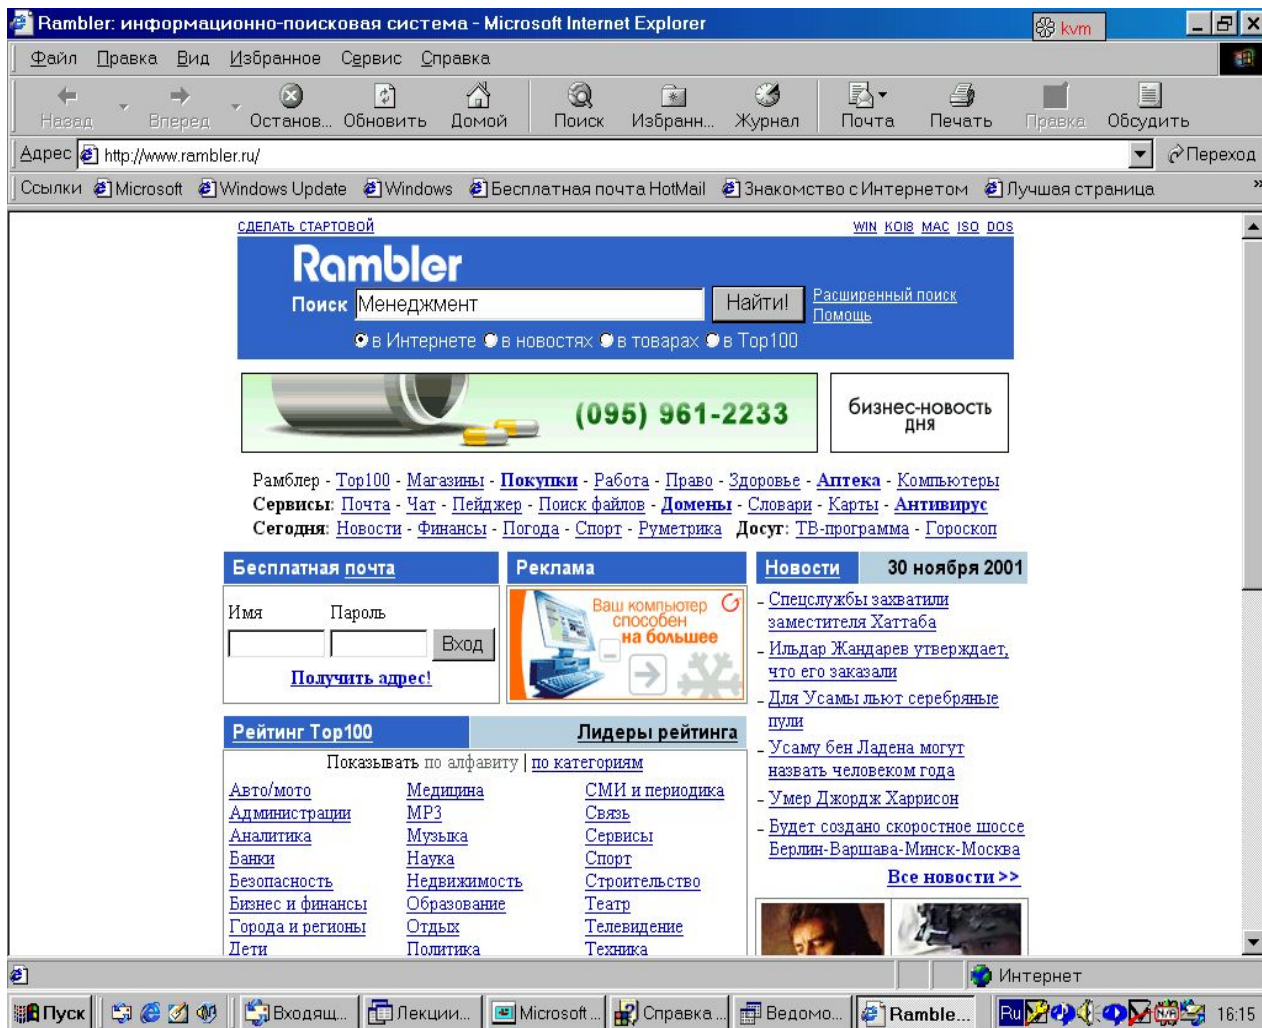 Rambler: информационно-поисковая система - Microsoft Internet Explorer
kvm
Файл Правка Вид Избранное Сервис Справка
Назад Вперед Останов... Обновить Домой Поиск Избранн... Журнал Почта Печать Правка Обсудить
Адрес http://www.rambler.ru/ Переход
Ссылки Microsoft Windows Update Windows Бесплатная почта HotMail Знакомство с Интернетом Лучшая страница »
СДЕЛАТЬ СТАРТОВОЙ WIN KOI8 MAC ISO DOS
Rambler
Поиск Менеджмент Найти! Расширенный поиск
Помощь
в Интернете в новостях в товарах в Top100
(095) 961-2233
бизнес-новость
дня
Рамблер - Top100 - Магазины - Покупки - Работа - Право - Здоровье - Аптека - Компьютеры
Сервисы: Почта - Чат - Пейджер - Поиск файлов - Домены - Словари - Карты - Антивирус
Сегодня: Новости - Финансы - Погода - Спорт - Руметрика Досуг: ТВ-программа - Гороскоп
Бесплатная почта
Имя Пароль
Вход
Получить адрес!
Реклама
Ваш компьютер
способен
на большее
Новости 30 ноября 2001
- Спецслужбы захватили
заместителя Хаттаба
- Ильдар Жандарев утверждает,
что его заказали
- Для Усамы льют серебряные
пули
- Усаму бен Ладена могут
назвать человеком года
- Умер Джордж Харрисон
- Будет создано скоростное шоссе
Берлин-Варшава-Минск-Москва
Все новости >>
Рейтинг Top100 Лидеры рейтинга
Показывать по алфавиту | по категориям
Авто/мото Медицина СМИ и периодика
Администрации MP3 Связь
Аналитика Музыка Сервисы
Банки Наука Спорт
Безопасность Недвижимость Строительство
Бизнес и финансы Образование Театр
Города и регионы Отдых Телевидение
Дети Политика Техника
Интернет
Пуск Входящ... Лекции... Microsoft ... Справка ... Ведомо... Ramble... Ru N/A 16:15